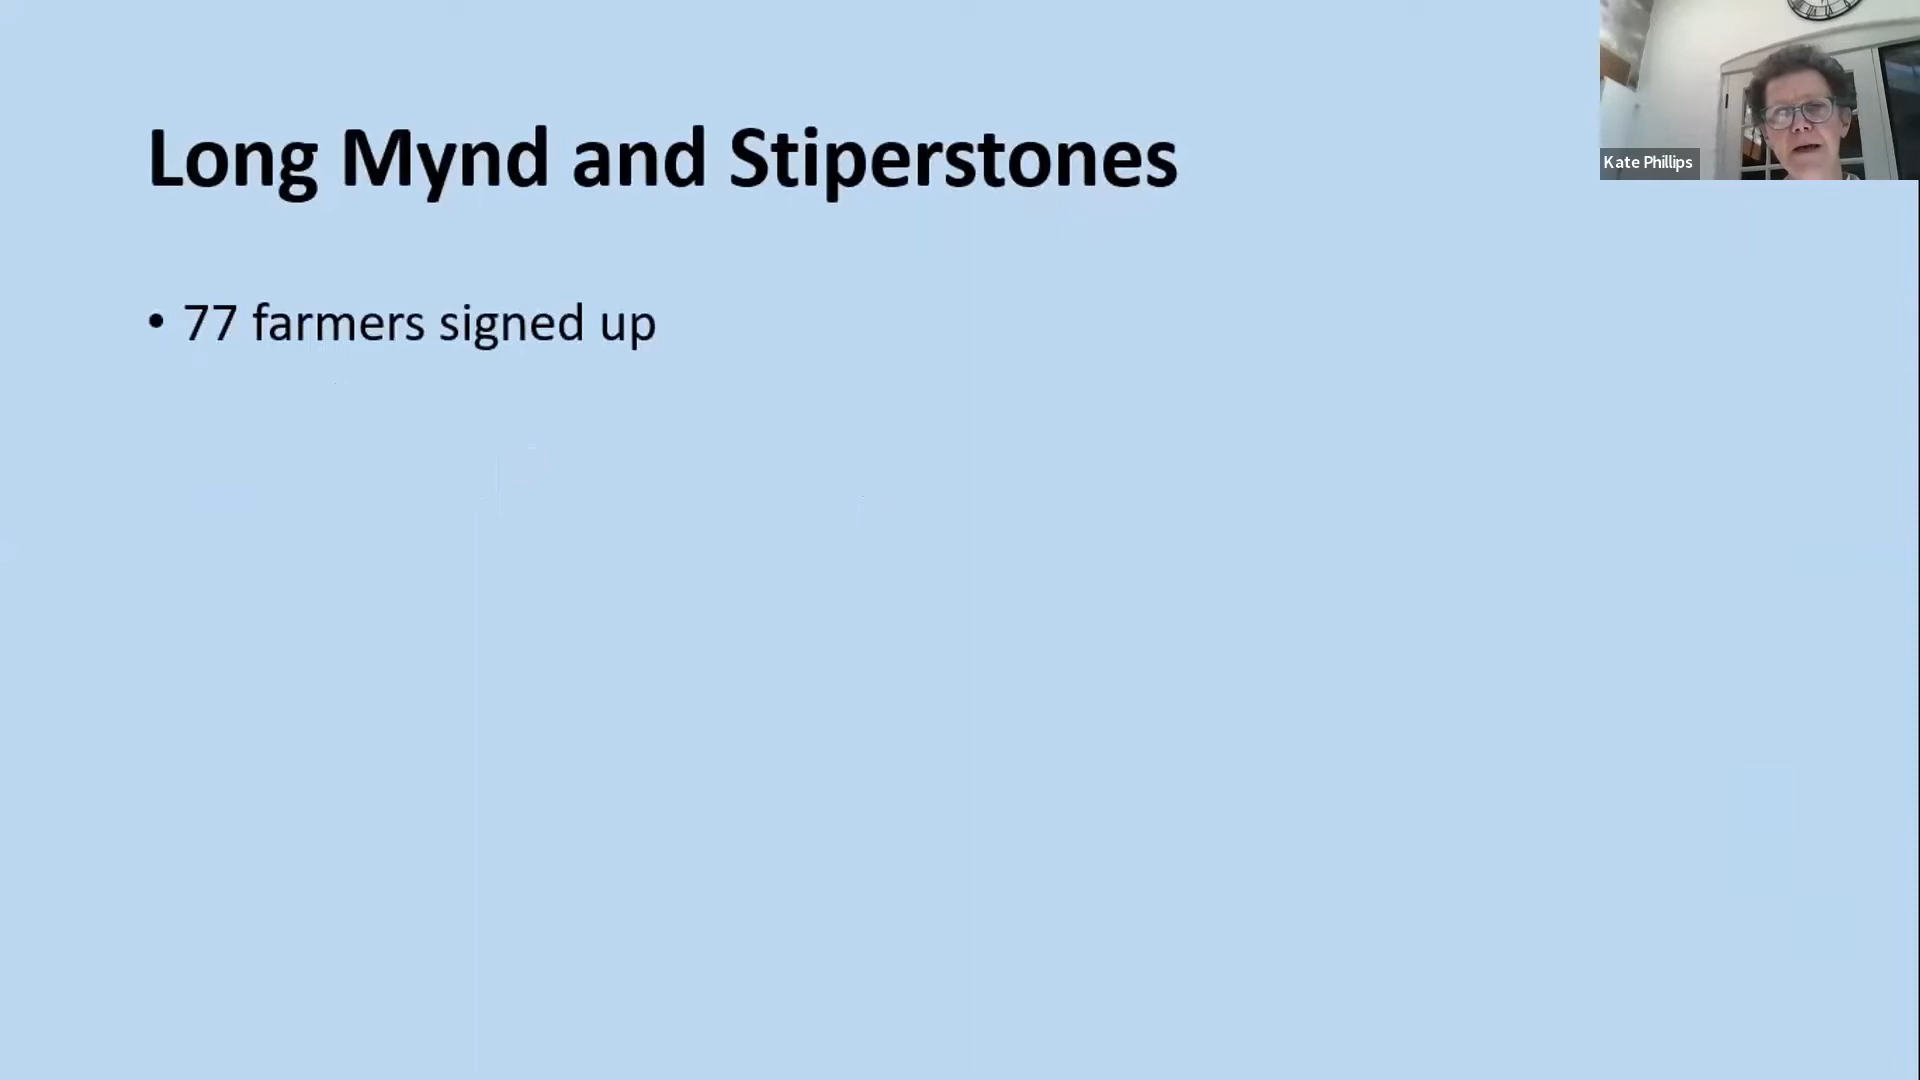 Long Mynd and Stiperstones
Kate Phillips
• 77 farmers signed up